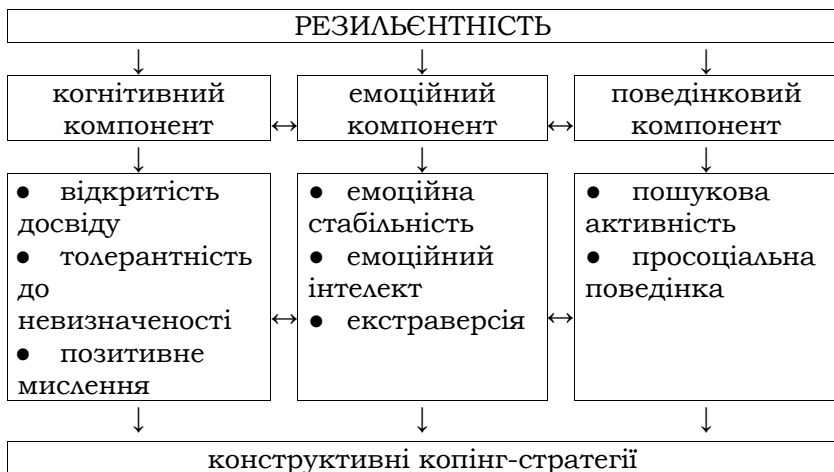 РЕЗИЛЬЄНТНІСТЬ
↓ ↓ ↓
когнітивний
компонент
↔
емоційний
компонент
↔
поведінковий
компонент
↓ ↓ ↓
● відкритість
досвіду
● толерантність
до
невизначеності
● позитивне
мислення
↔
● емоційна
стабільність
● емоційний
інтелект
● екстраверсія
↔
● пошукова
активність
● просоціальна
поведінка
↓ ↓ ↓
конструктивні копінг-стратегії